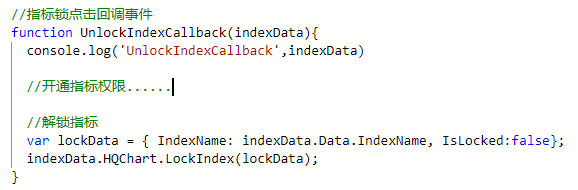 //指标锁点击回调事件
function UnlockIndexCallback(indexData){
console.log('UnlockIndexCallback',indexData)
//开通指标权限......
//解锁指标
var lockData = { IndexName: indexData.Data.IndexName, IsLocked:false};
indexData.HQChart.LockIndex(lockData);
}